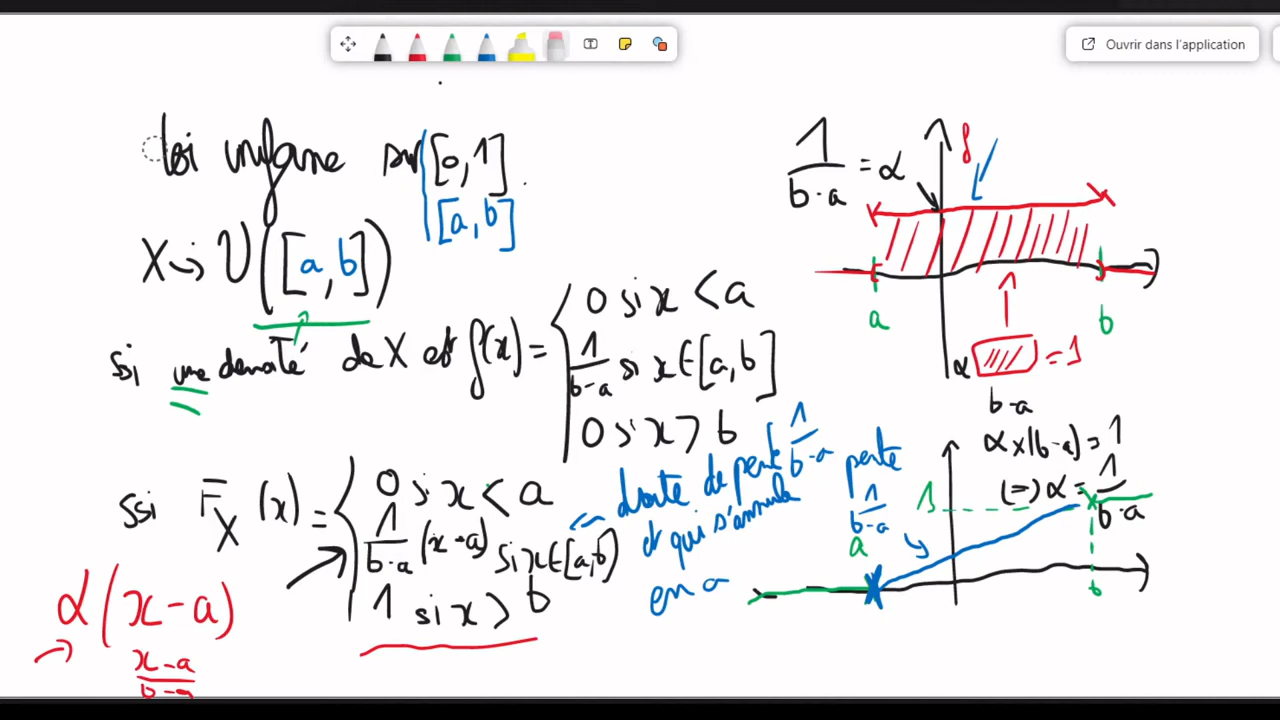 Ouvrir dans l'application
loi uniforme sur [0,1]
[a,b]
X ↪ U([a,b])
ssi une densité de X est f(x) = { 0 si x < a
1/(b-a) si x ∈ [a,b]
0 si x > b
ssi F_X (x) = { 0 si x < a
1/(b-a) (x-a) si x ∈ [a,b]
1 si x > b
α(x-a)
(x-a)/(b-a)
droite de pente 1/(b-a)
et qui s'annule
en a
1/(b-a) = α
f
a
b
α = 1
b-a
α×(b-a) = 1
(⇔) α = 1/(b-a)
pente
1/(b-a)
a
1
b